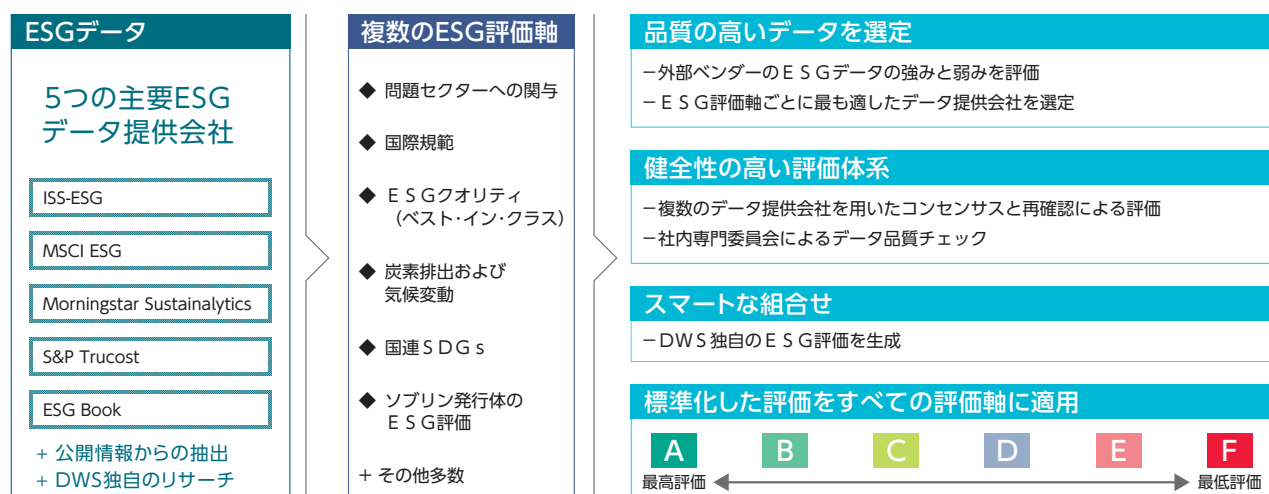 ESGデータ
5つの主要ESG
データ提供会社
ISS-ESG
MSCI ESG
Morningstar Sustainalytics
S&P Trucost
ESG Book
+ 公開情報からの抽出
+ DWS独自のリサーチ
複数のESG評価軸
◆ 問題セクターへの関与
◆ 国際規範
◆ ＥＳＧクオリティ
（ベスト・イン・クラス）
◆ 炭素排出および
気候変動
◆ 国連ＳＤＧｓ
◆ ソブリン発行体の
ＥＳＧ評価
+ その他多数
品質の高いデータを選定
－外部ベンダーのＥＳＧデータの強みと弱みを評価
－ＥＳＧ評価軸ごとに最も適したデータ提供会社を選定
健全性の高い評価体系
－複数のデータ提供会社を用いたコンセンサスと再確認による評価
－社内専門委員会によるデータ品質チェック
スマートな組合せ
－ＤＷＳ独自のＥＳＧ評価を生成
標準化した評価をすべての評価軸に適用
A B C D E F
最高評価 最低評価